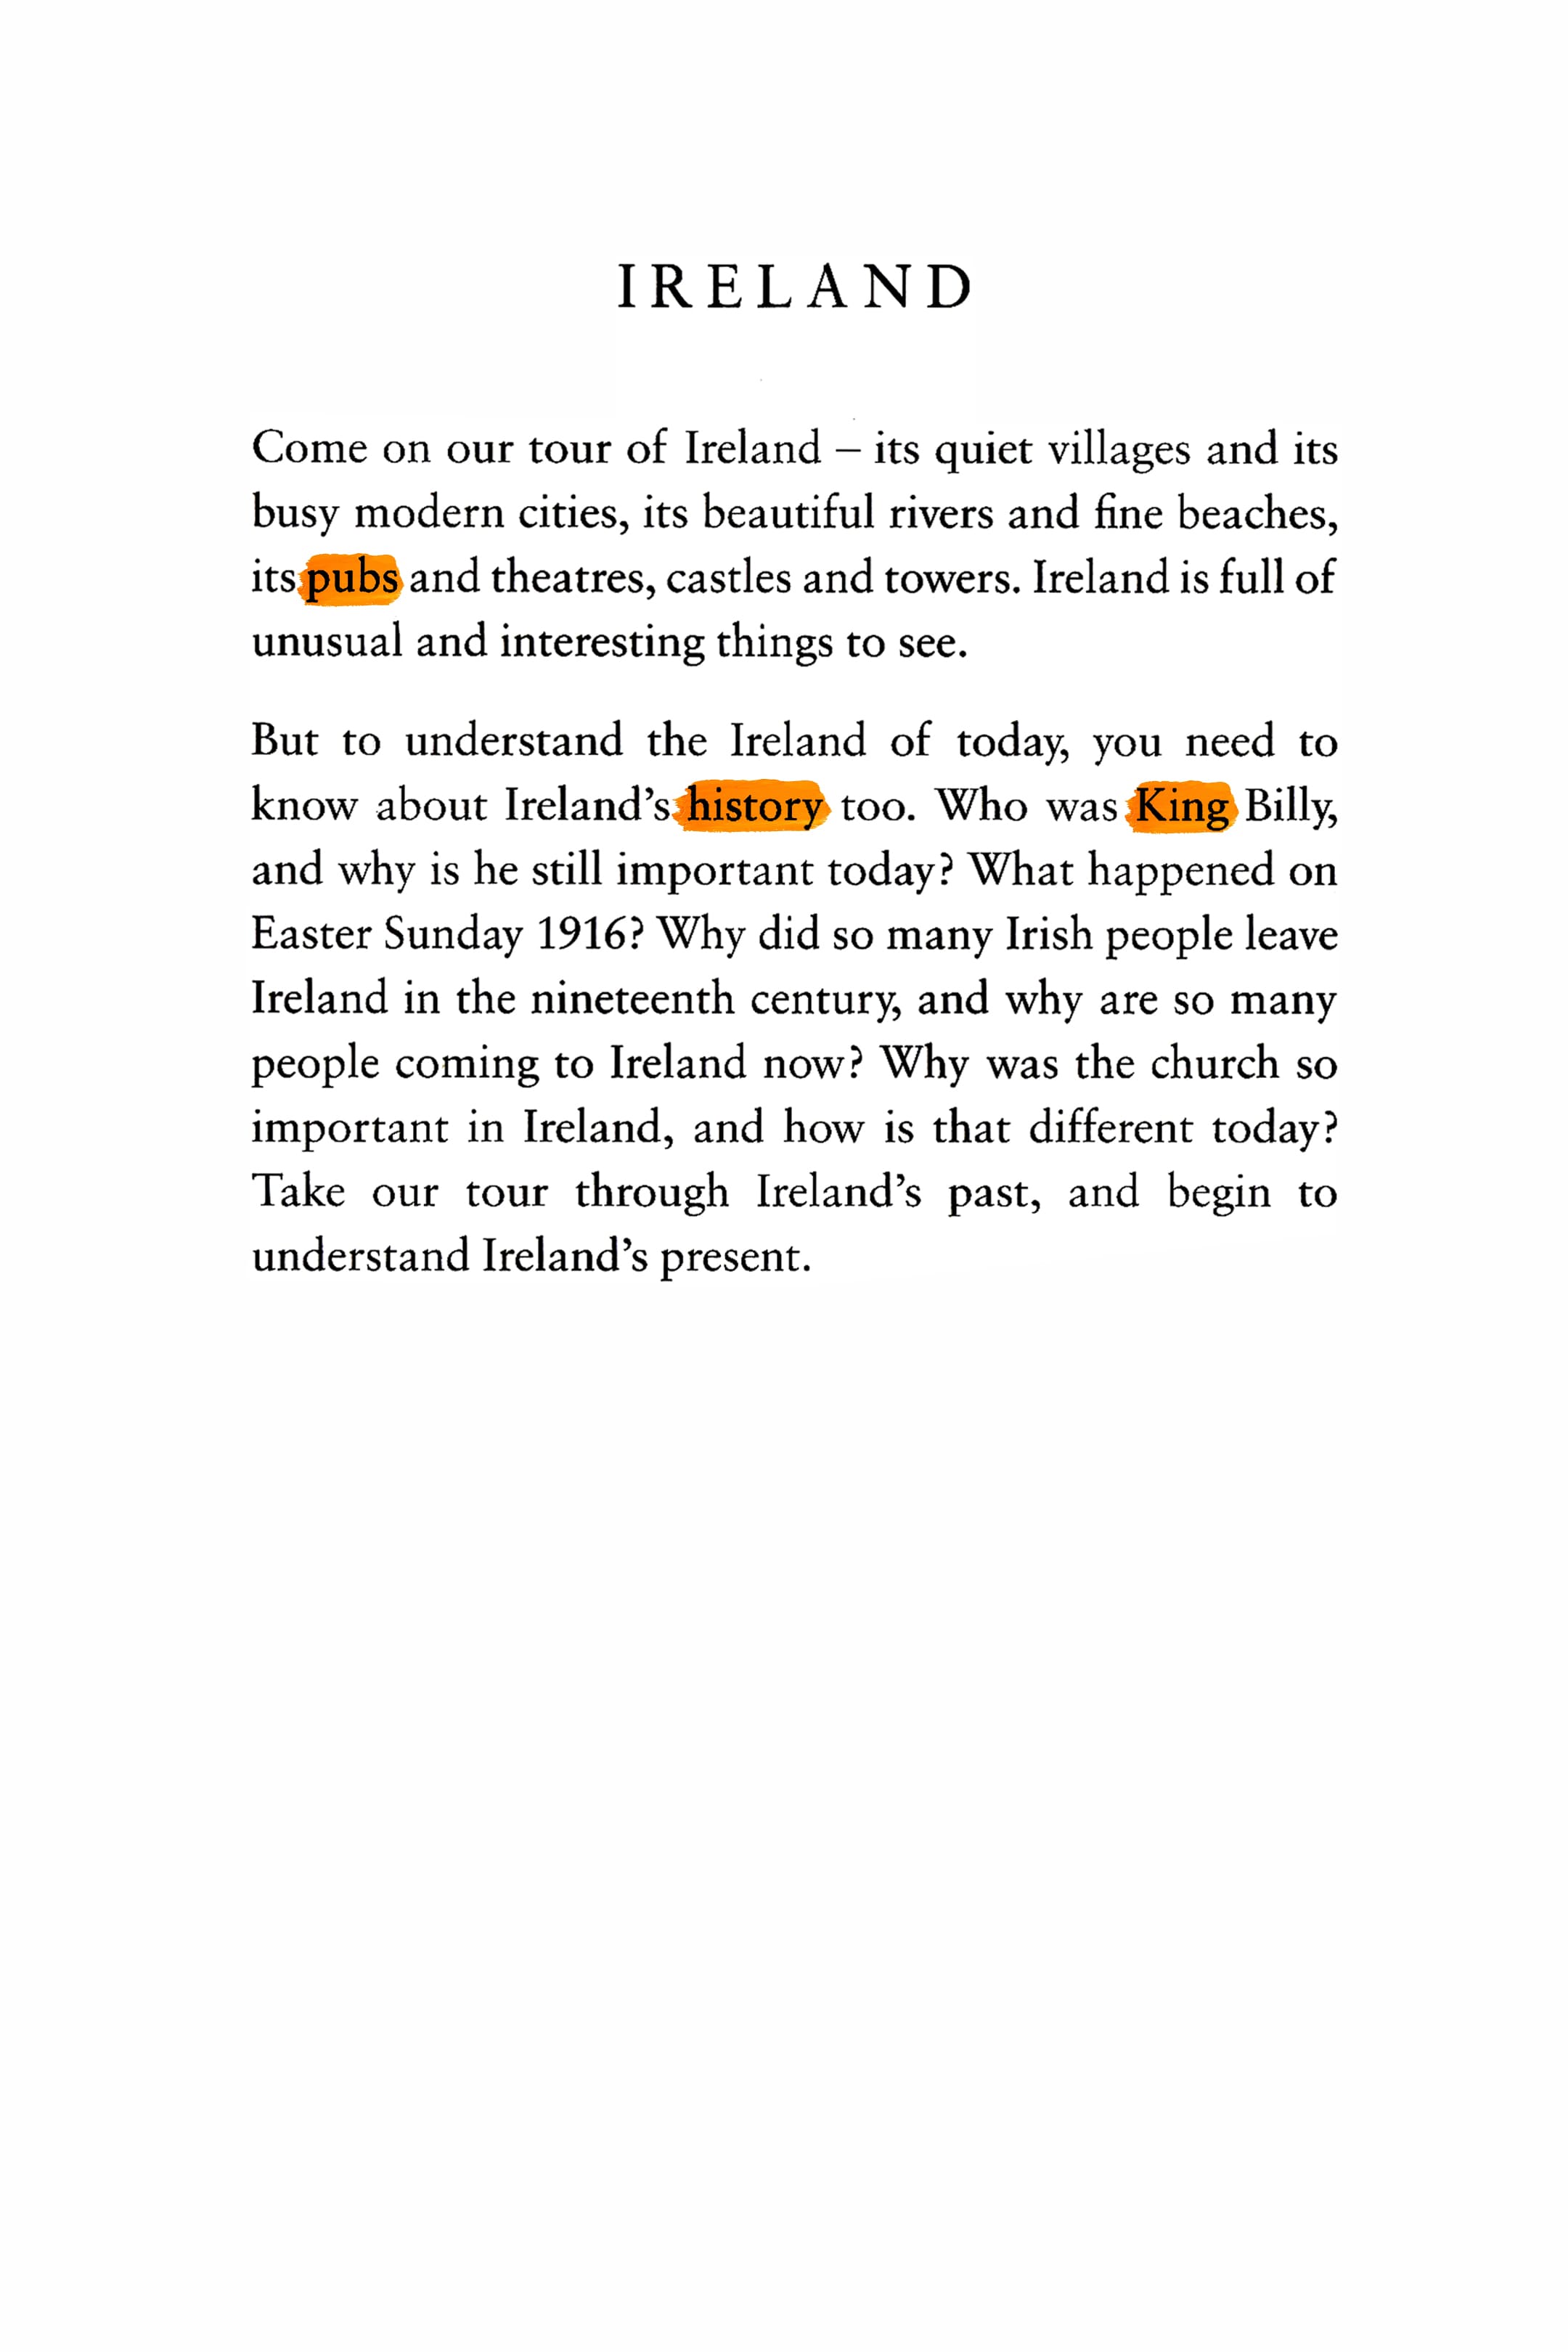 IRELAND
Come on our tour of Ireland – its quiet villages and its
busy modern cities, its beautiful rivers and fine beaches,
its pubs and theatres, castles and towers. Ireland is full of
unusual and interesting things to see.
But to understand the Ireland of today, you need to
know about Ireland’s history too. Who was King Billy,
and why is he still important today? What happened on
Easter Sunday 1916? Why did so many Irish people leave
Ireland in the nineteenth century, and why are so many
people coming to Ireland now? Why was the church so
important in Ireland, and how is that different today?
Take our tour through Ireland’s past, and begin to
understand Ireland’s present.